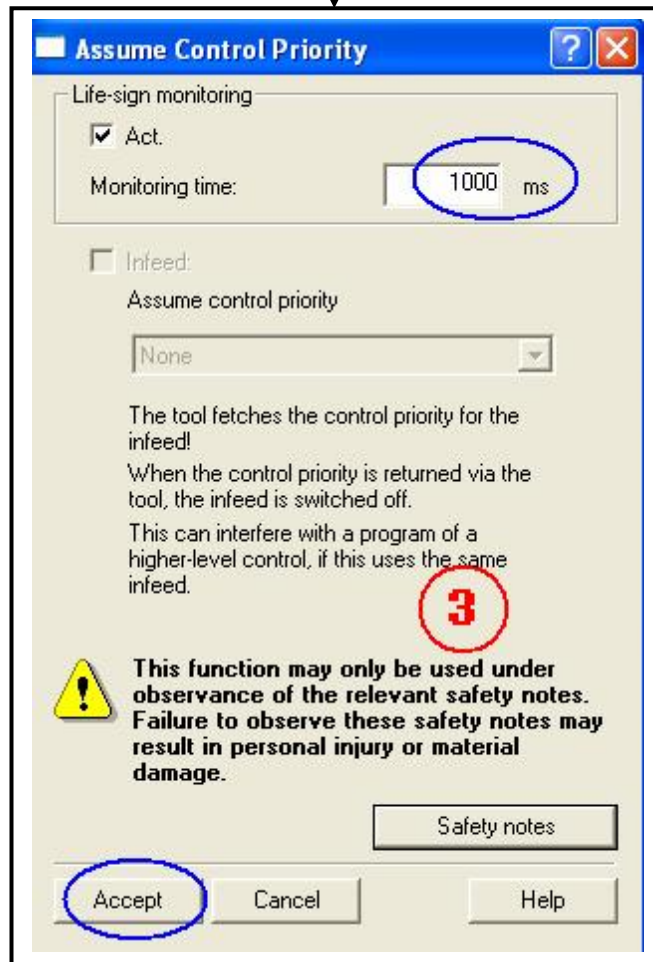 Assume Control Priority
Life-sign monitoring
Act.
Monitoring time:
1000 ms
Infeed:
Assume control priority
None
The tool fetches the control priority for the
infeed!
When the control priority is returned via the
tool, the infeed is switched off.
This can interfere with a program of a
higher-level control, if this uses the same
infeed.
3
This function may only be used under
observance of the relevant safety notes.
Failure to observe these safety notes may
result in personal injury or material
damage.
Safety notes
Accept Cancel Help